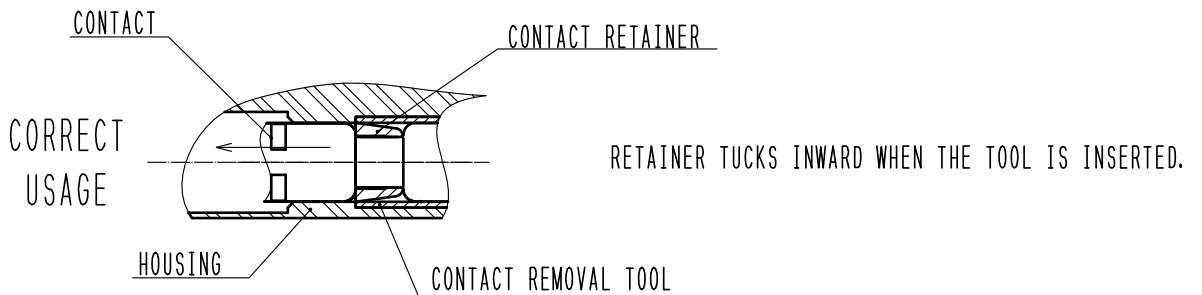 CONTACT
CONTACT RETAINER
CORRECT
USAGE
RETAINER TUCKS INWARD WHEN THE TOOL IS INSERTED.
HOUSING
CONTACT REMOVAL TOOL